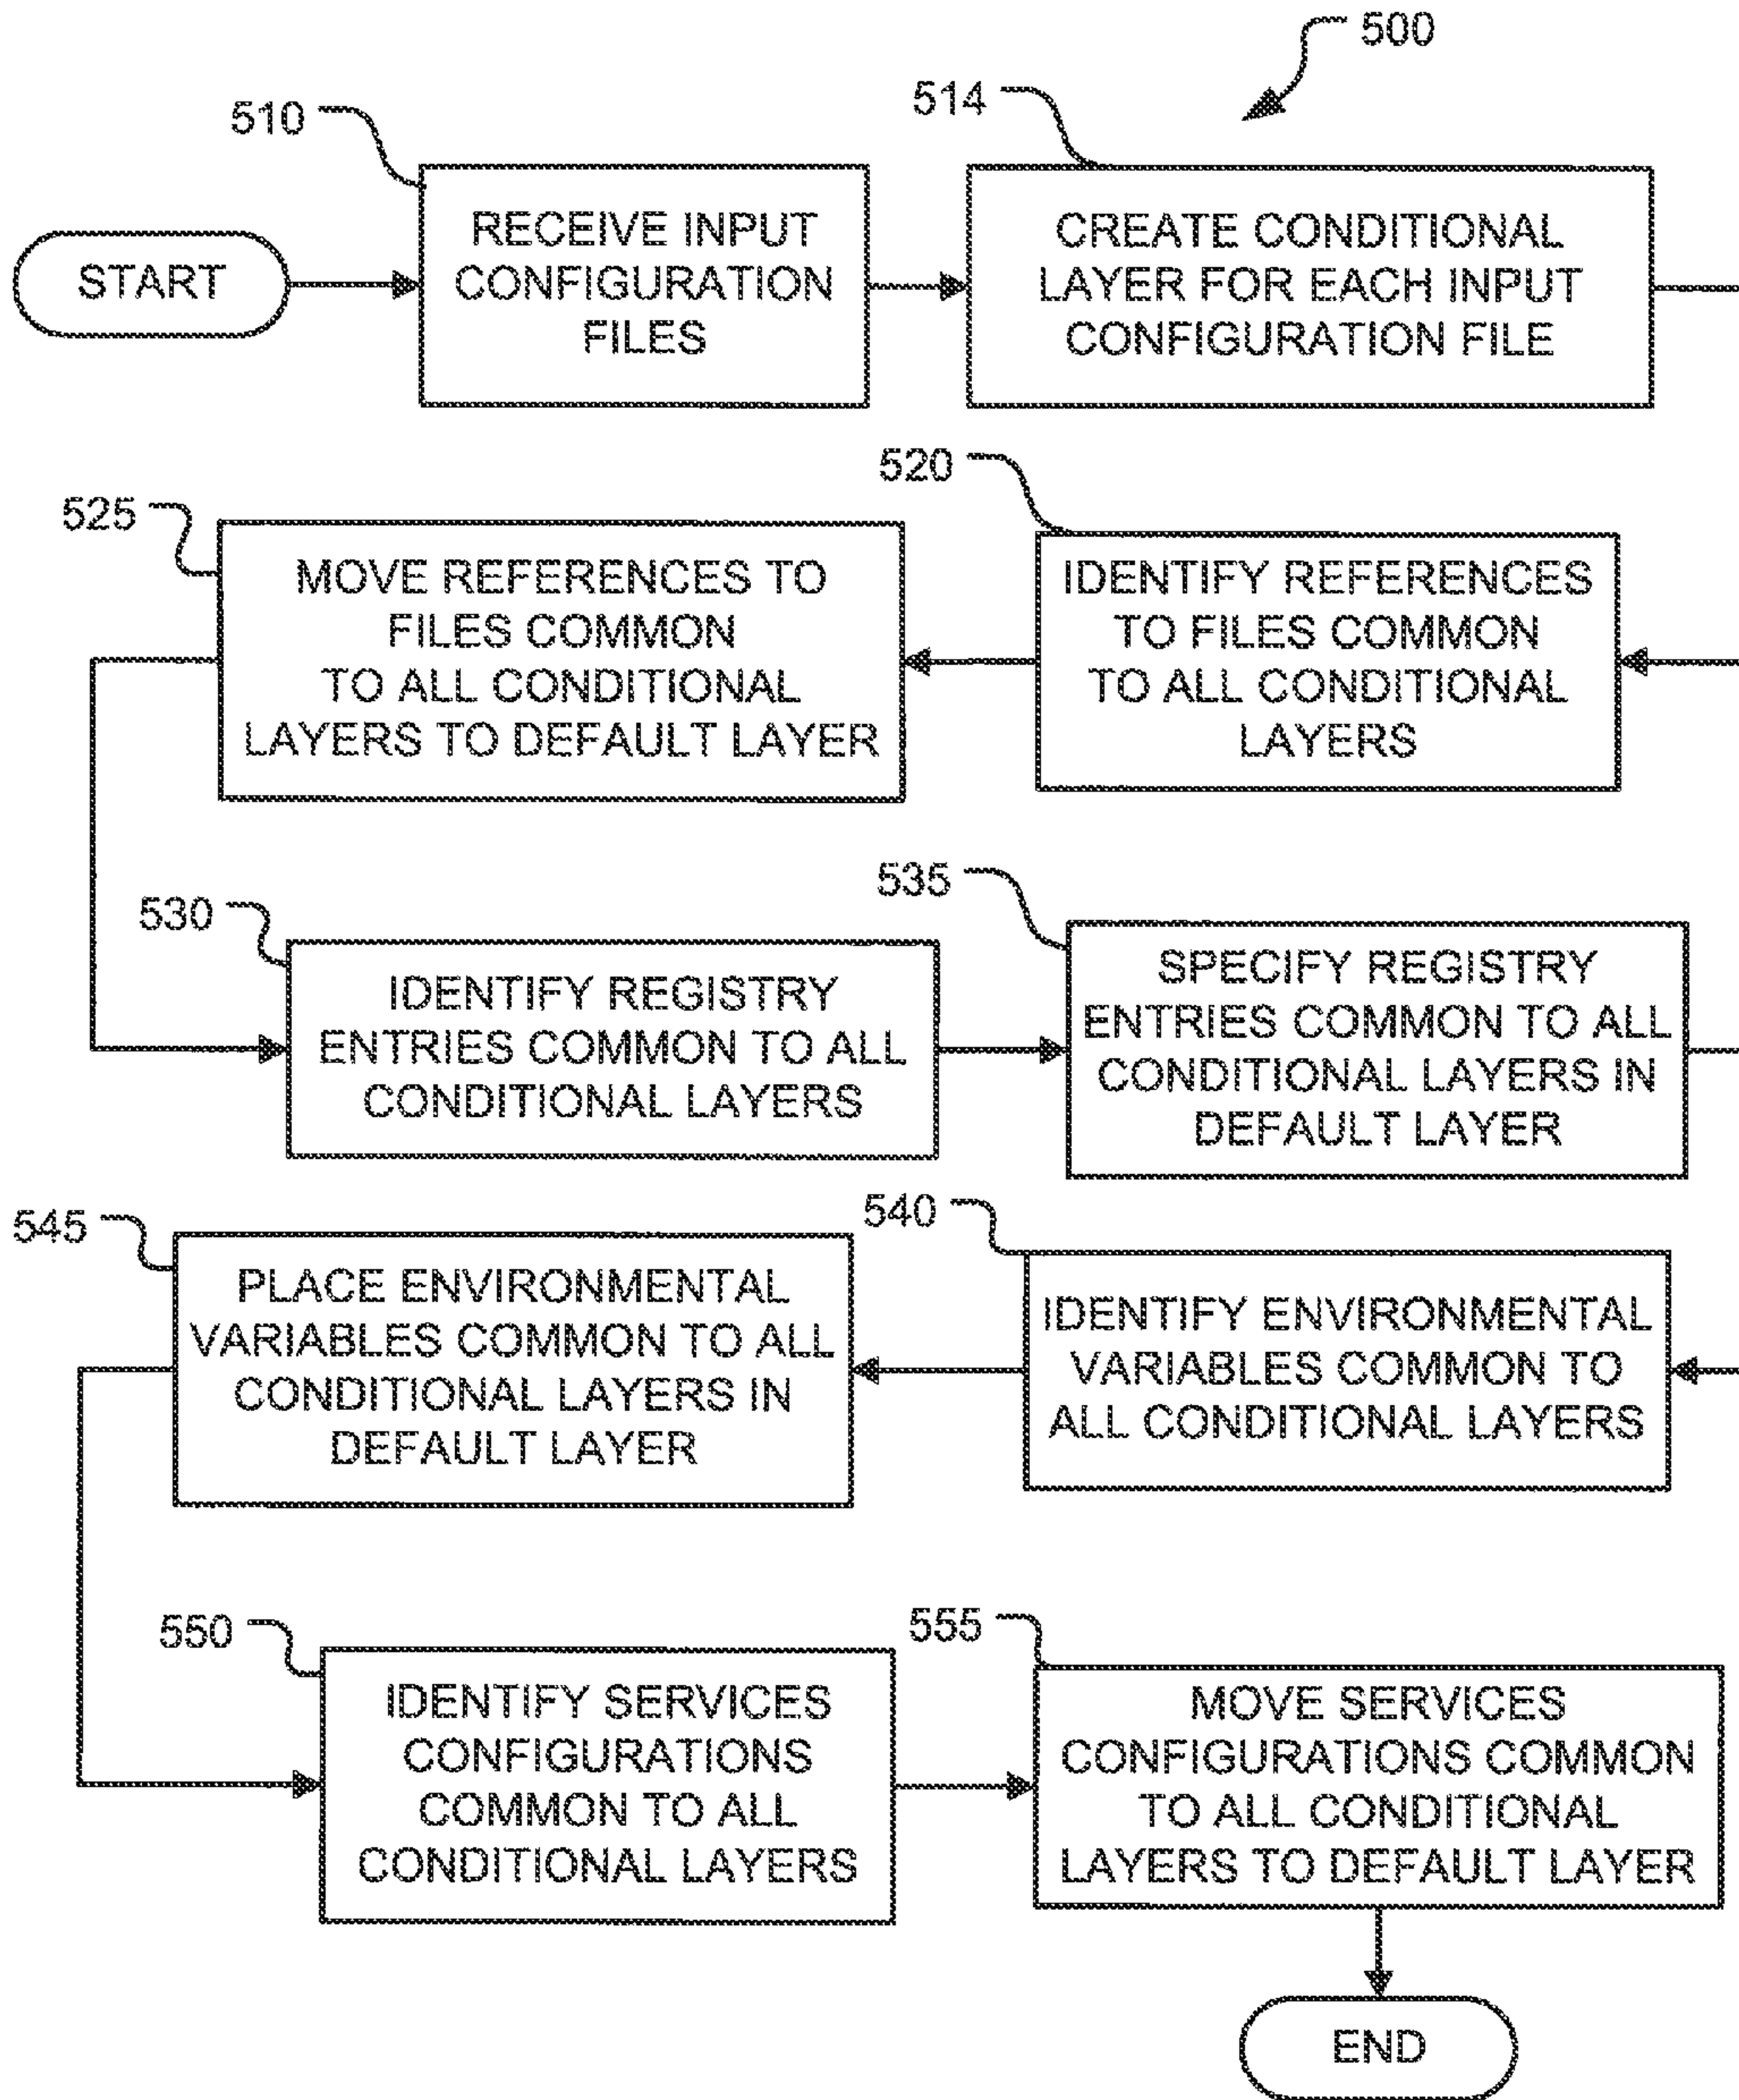 500
510
514
START
RECEIVE INPUT
CONFIGURATION
FILES
CREATE CONDITIONAL
LAYER FOR EACH INPUT
CONFIGURATION FILE
520
525
IDENTIFY REFERENCES
TO FILES COMMON
TO ALL CONDITIONAL
LAYERS
MOVE REFERENCES TO
FILES COMMON
TO ALL CONDITIONAL
LAYERS TO DEFAULT LAYER
530
535
IDENTIFY REGISTRY
ENTRIES COMMON TO ALL
CONDITIONAL LAYERS
SPECIFY REGISTRY
ENTRIES COMMON TO ALL
CONDITIONAL LAYERS IN
DEFAULT LAYER
540
545
IDENTIFY ENVIRONMENTAL
VARIABLES COMMON TO
ALL CONDITIONAL LAYERS
PLACE ENVIRONMENTAL
VARIABLES COMMON TO ALL
CONDITIONAL LAYERS IN
DEFAULT LAYER
550
555
IDENTIFY SERVICES
CONFIGURATIONS
COMMON TO ALL
CONDITIONAL LAYERS
MOVE SERVICES
CONFIGURATIONS COMMON
TO ALL CONDITIONAL
LAYERS TO DEFAULT LAYER
END